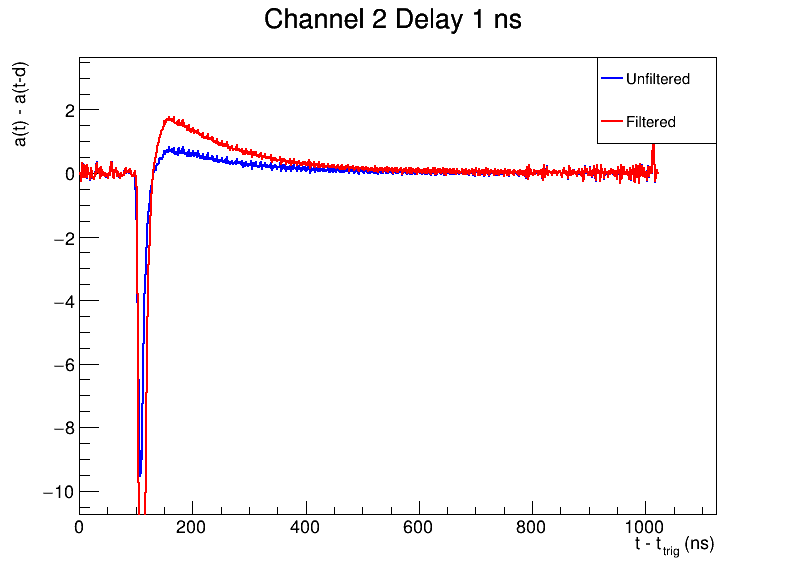 Channel 2 Delay 1 ns
a(t) - a(t-d)
Unfiltered
Filtered
2
0
−2
−4
−6
−8
−10
0 200 400 600 800 1000
t - t_trig (ns)